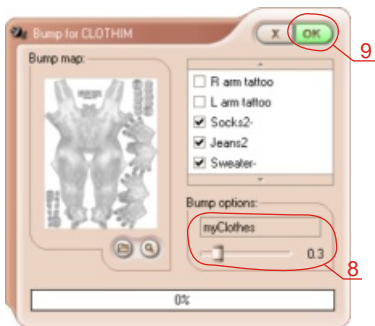 Bump for CLOTHIM
X
OK
9
Bump map:
R arm tattoo
L arm tattoo
Socks2-
Jeans2
Sweater-
Bump options:
myClothes
0.3
8
0%